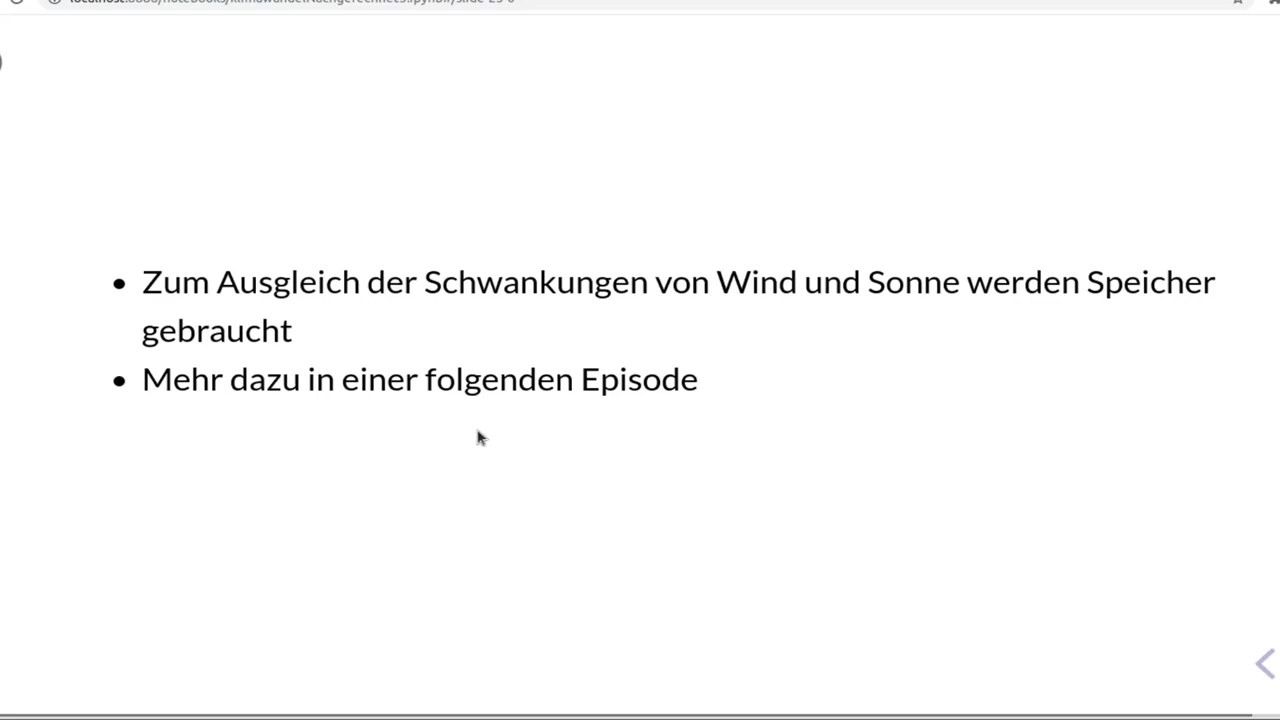 Zum Ausgleich der Schwankungen von Wind und Sonne werden Speicher
gebraucht
Mehr dazu in einer folgenden Episode